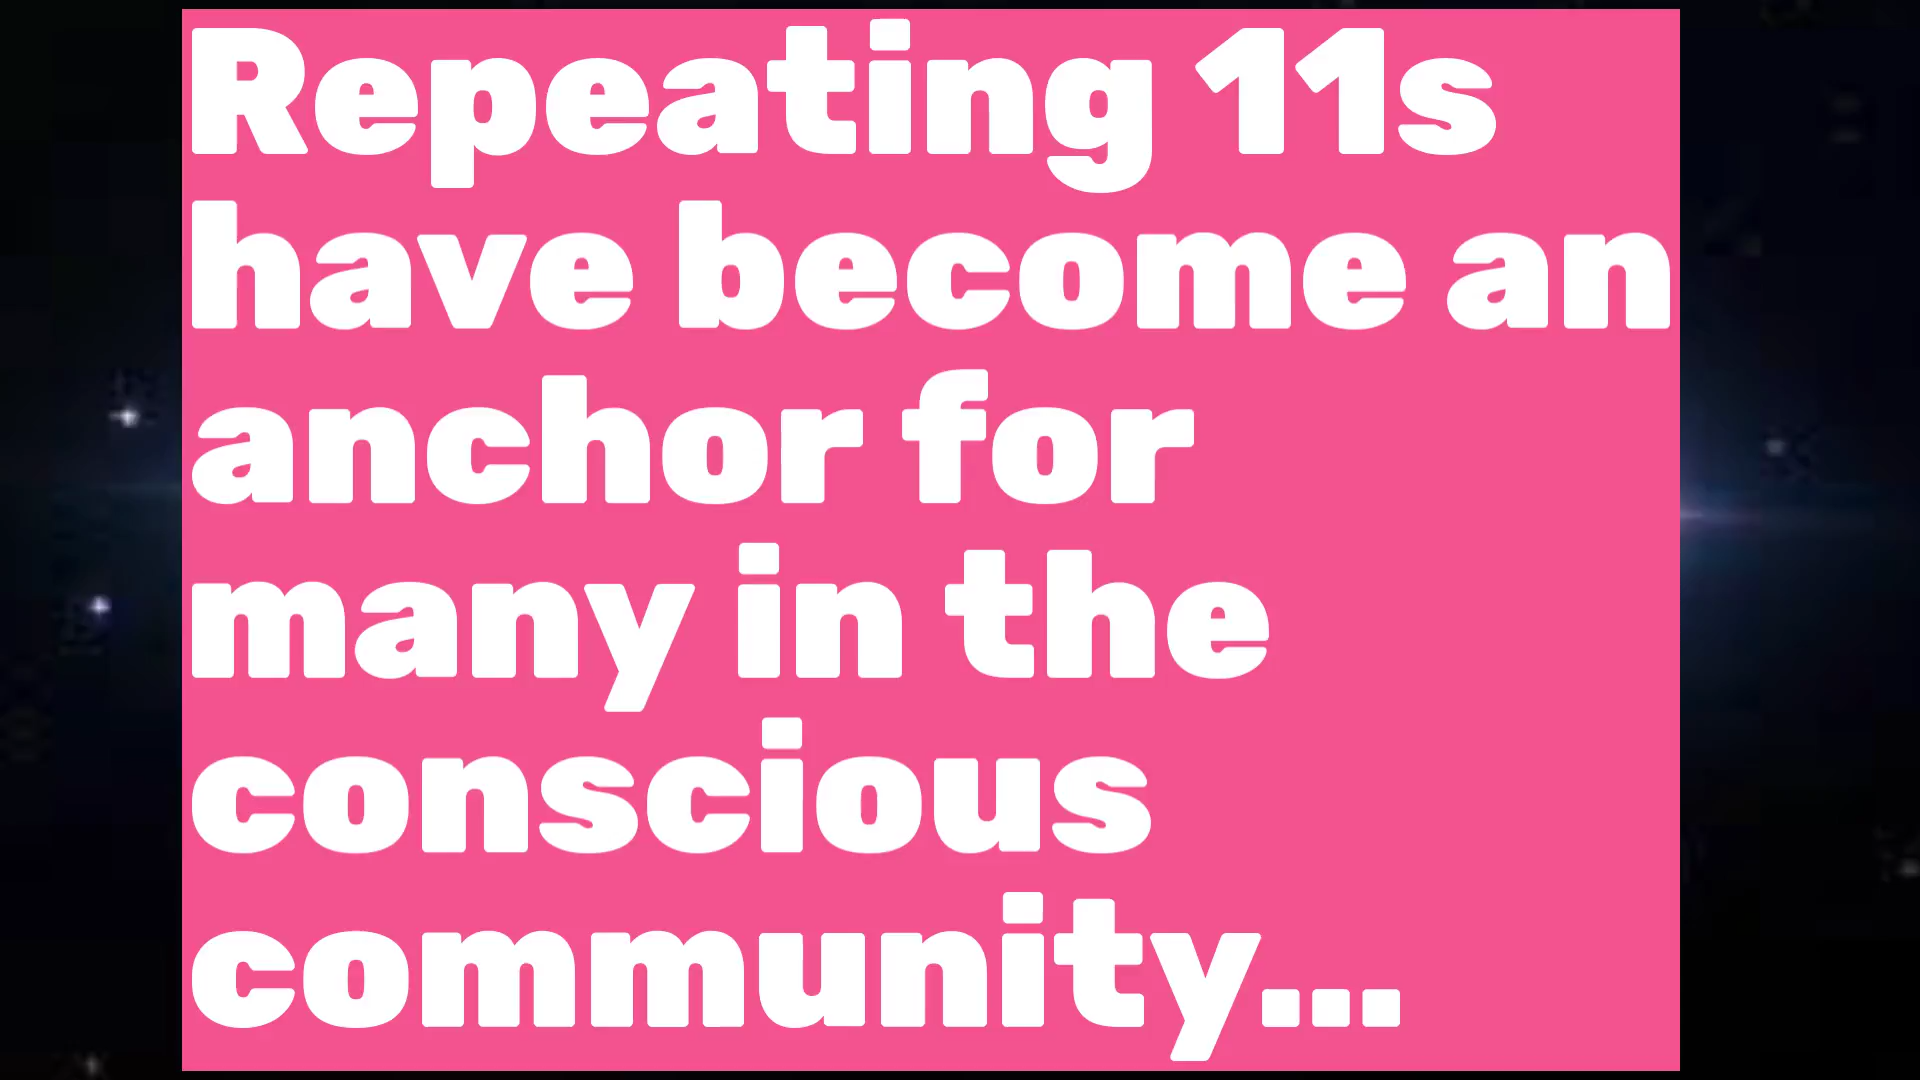 Repeating 11s
have become an
anchor for
many in the
conscious
community...